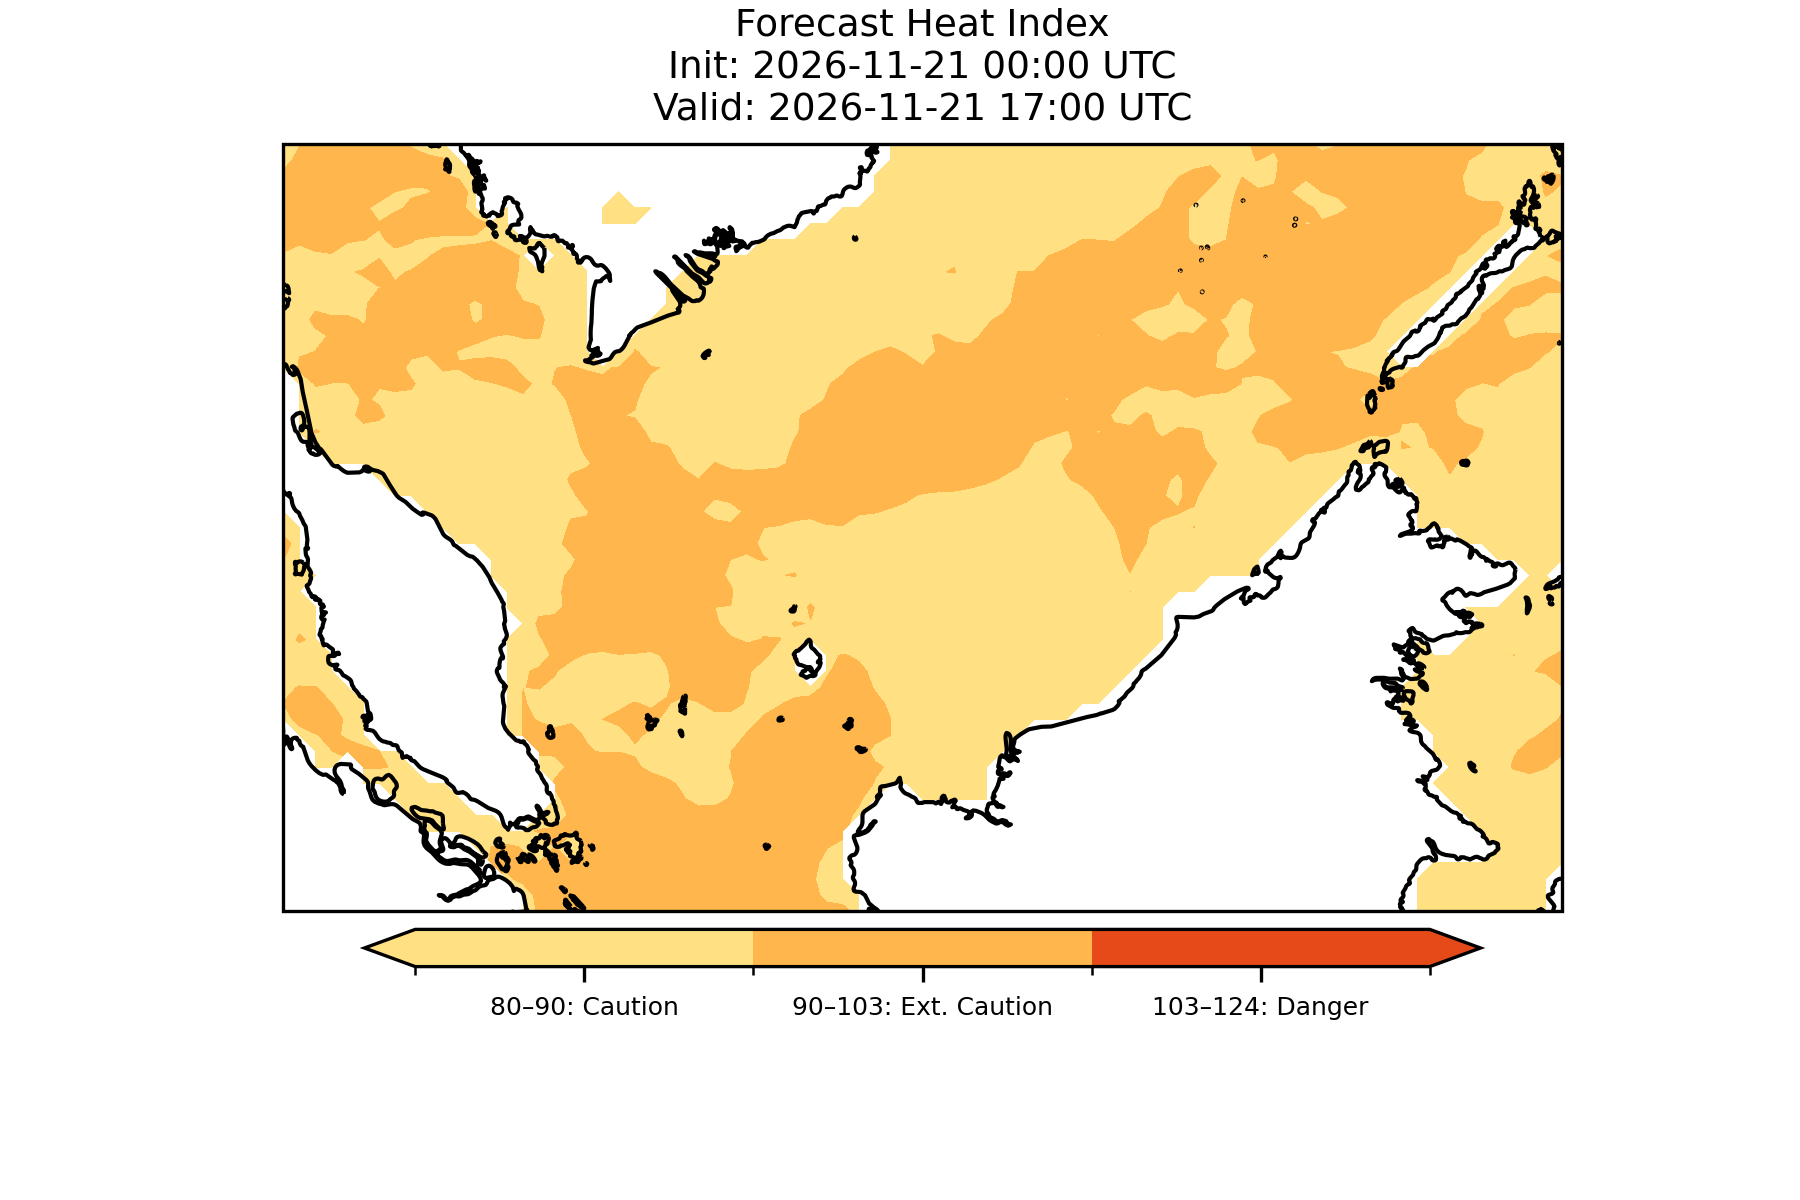 Forecast Heat Index
Init: 2026-11-21 00:00 UTC
Valid: 2026-11-21 17:00 UTC
80–90: Caution
90–103: Ext. Caution
103–124: Danger